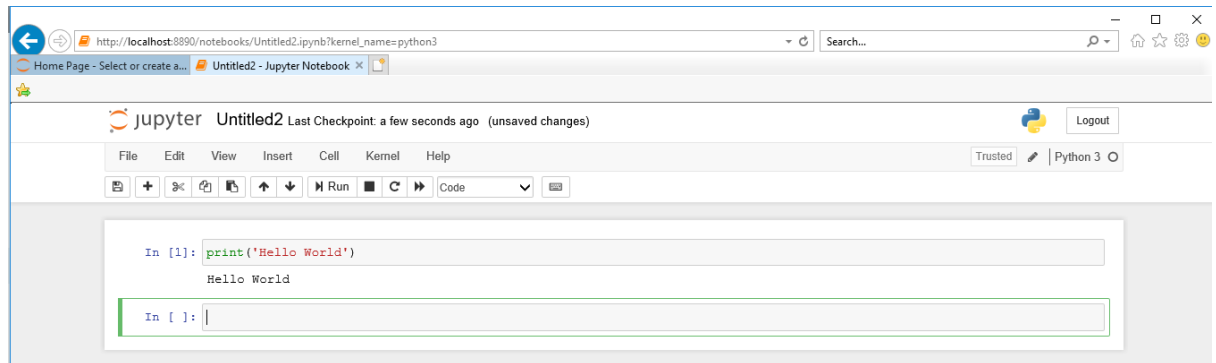 http://localhost:8890/notebooks/Untitled2.ipynb?kernel_name=python3 Search...
Home Page - Select or create a... Untitled2 - Jupyter Notebook
jupyter Untitled2 Last Checkpoint: a few seconds ago (unsaved changes) Logout
File Edit View Insert Cell Kernel Help Trusted Python 3
Run Code
In [1]: print('Hello World')
Hello World
In [ ]: